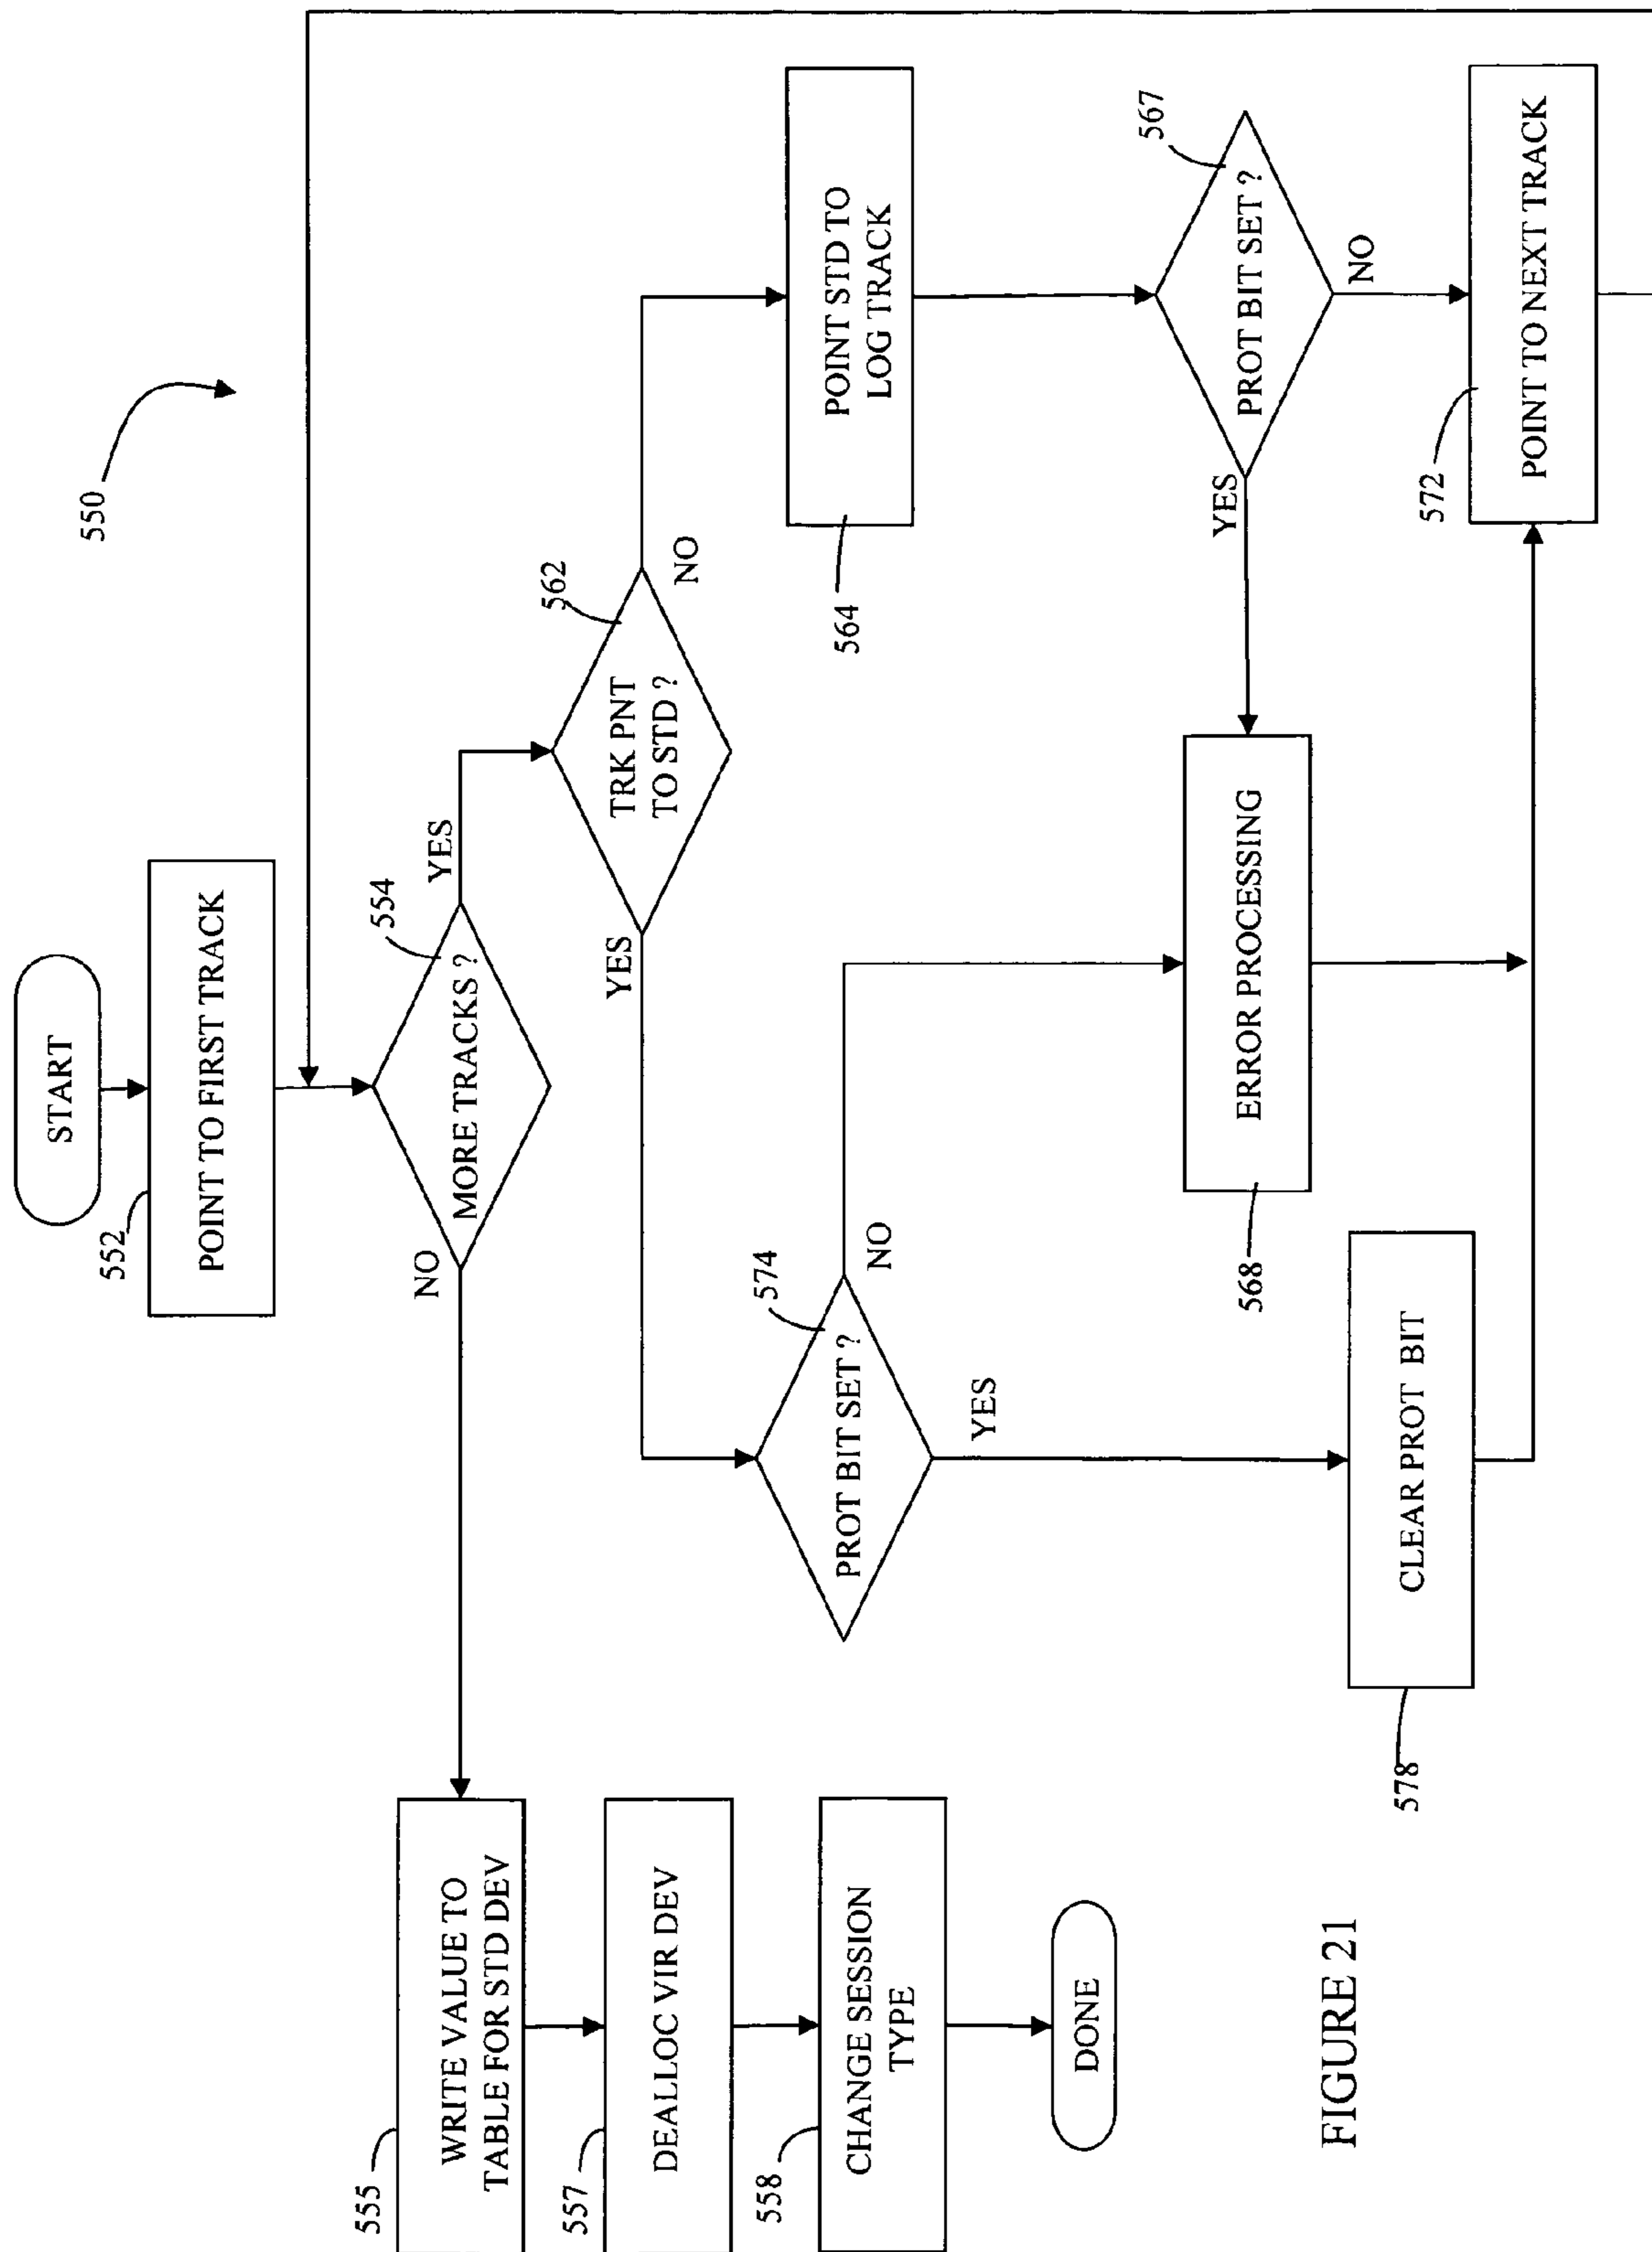 550
START
552
POINT TO FIRST TRACK
554
MORE TRACKS ?
NO
YES
555
WRITE VALUE TO
TABLE FOR STD DEV
557
DEALLOC VIR DEV
558
CHANGE SESSION
TYPE
DONE
562
TRK PNT
TO STD ?
YES
NO
564
POINT STD TO
LOG TRACK
574
PROT BIT SET ?
NO
YES
567
PROT BIT SET ?
YES
NO
568
ERROR PROCESSING
578
CLEAR PROT BIT
572
POINT TO NEXT TRACK
FIGURE 21